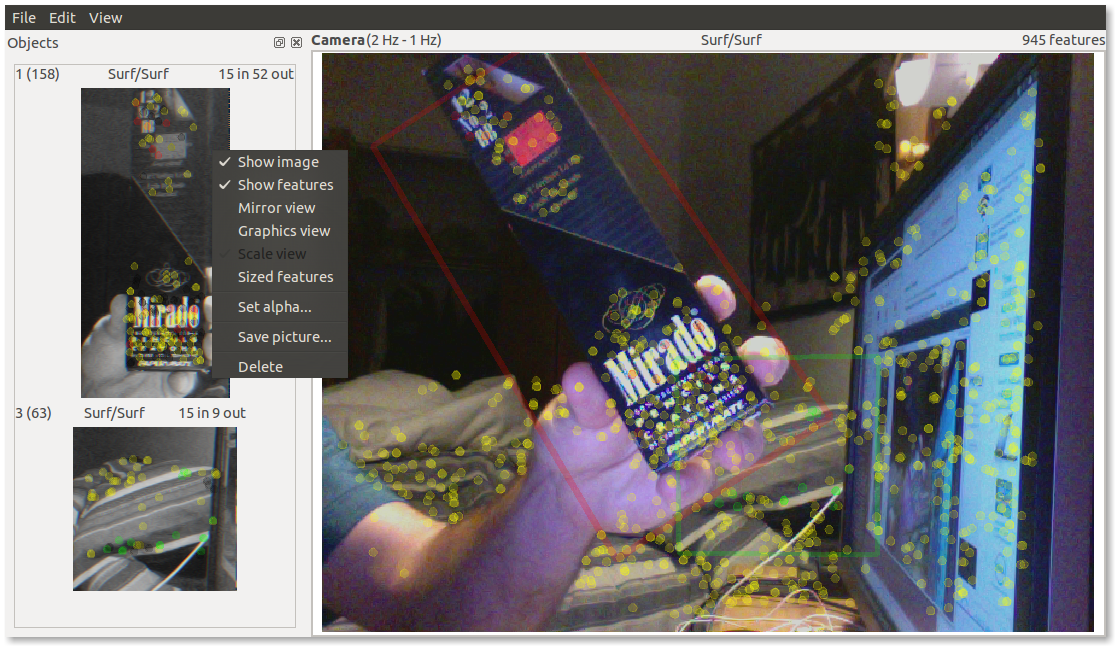 File Edit View
Objects
Camera(2 Hz - 1 Hz) Surf/Surf 945 features
1 (158) Surf/Surf 15 in 52 out
Show image
Show features
Mirror view
Graphics view
Scale view
Sized features
Set alpha...
Save picture...
Delete
Mirado
3 (63) Surf/Surf 15 in 9 out
Mirado